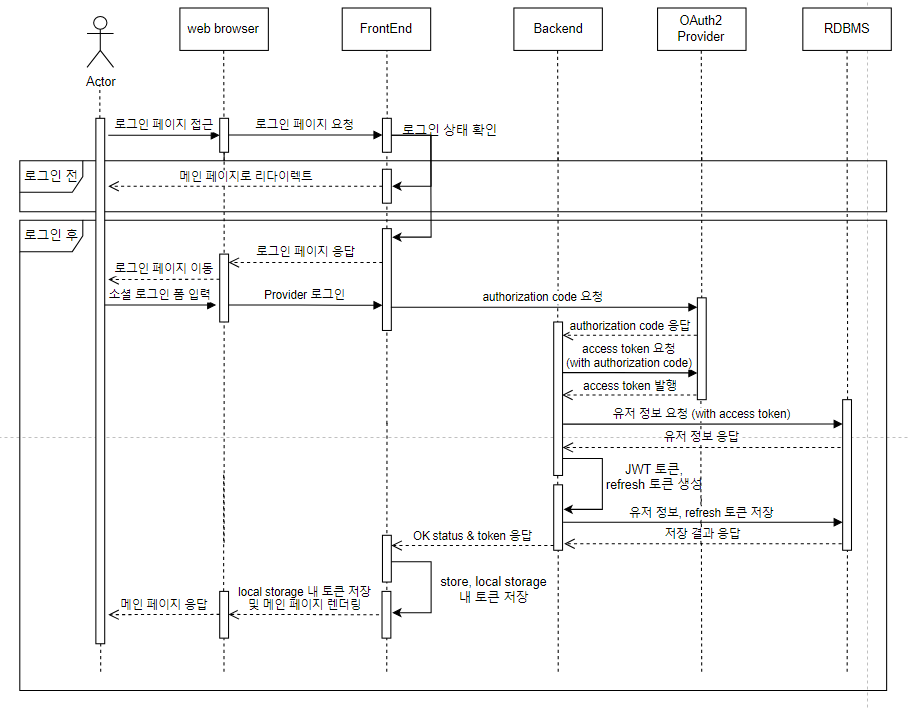 web browser
FrontEnd
Backend
OAuth2
Provider
RDBMS
Actor
로그인 페이지 접근
로그인 페이지 요청
로그인 상태 확인
로그인 전
메인 페이지로 리다이렉트
로그인 후
로그인 페이지 응답
로그인 페이지 이동
소셜 로그인 폼 입력
Provider 로그인
authorization code 요청
authorization code 응답
access token 요청
(with authorization code)
access token 발행
유저 정보 요청 (with access token)
유저 정보 응답
JWT 토큰,
refresh 토큰 생성
유저 정보, refresh 토큰 저장
저장 결과 응답
OK status & token 응답
store, local storage
내 토큰 저장
local storage 내 토큰 저장
및 메인 페이지 렌더링
메인 페이지 응답